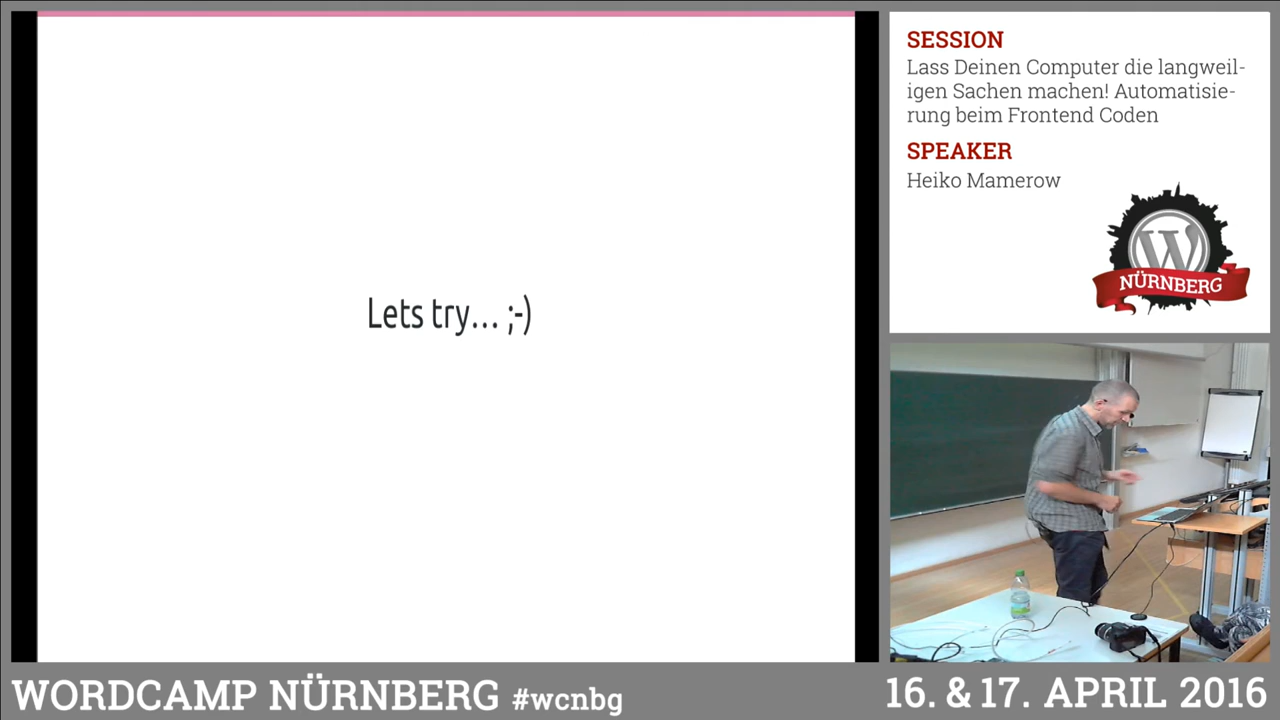 Lets try... ;-)
SESSION
Lass Deinen Computer die langweil-
igen Sachen machen! Automatisie-
rung beim Frontend Coden
SPEAKER
Heiko Mamerow
W
NÜRNBERG
WORDCAMP NÜRNBERG #wcnbg
16. & 17. APRIL 2016